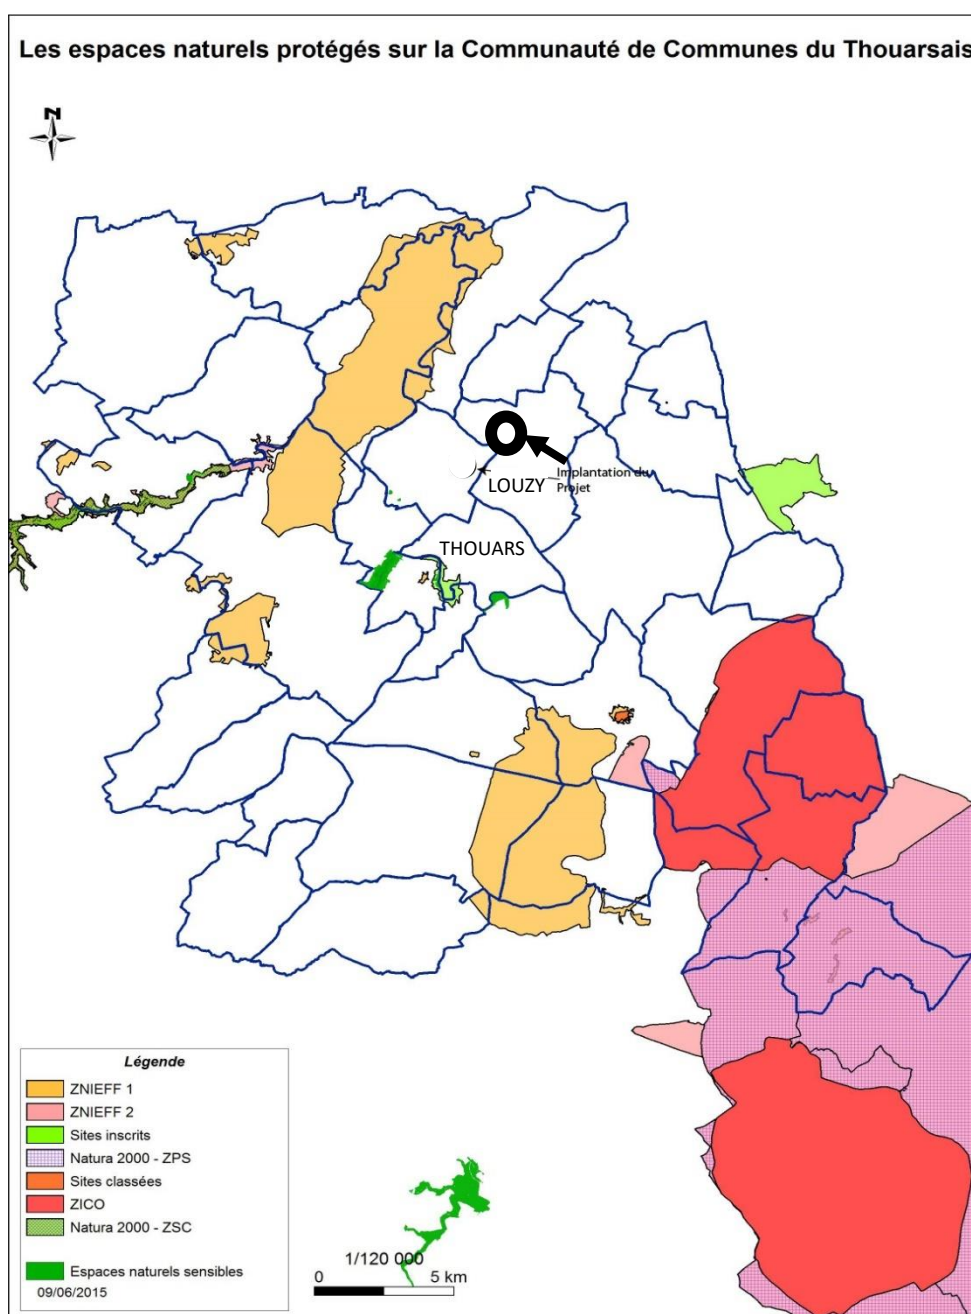 Les espaces naturels protégés sur la Communauté de Communes du Thouarsais
N
LOUZY
Implantation du
Projet
THOUARS
Légende
ZNIEFF 1
ZNIEFF 2
Sites inscrits
Natura 2000 - ZPS
Sites classées
ZICO
Natura 2000 - ZSC
Espaces naturels sensibles
09/06/2015
1/120 000
0 5 km